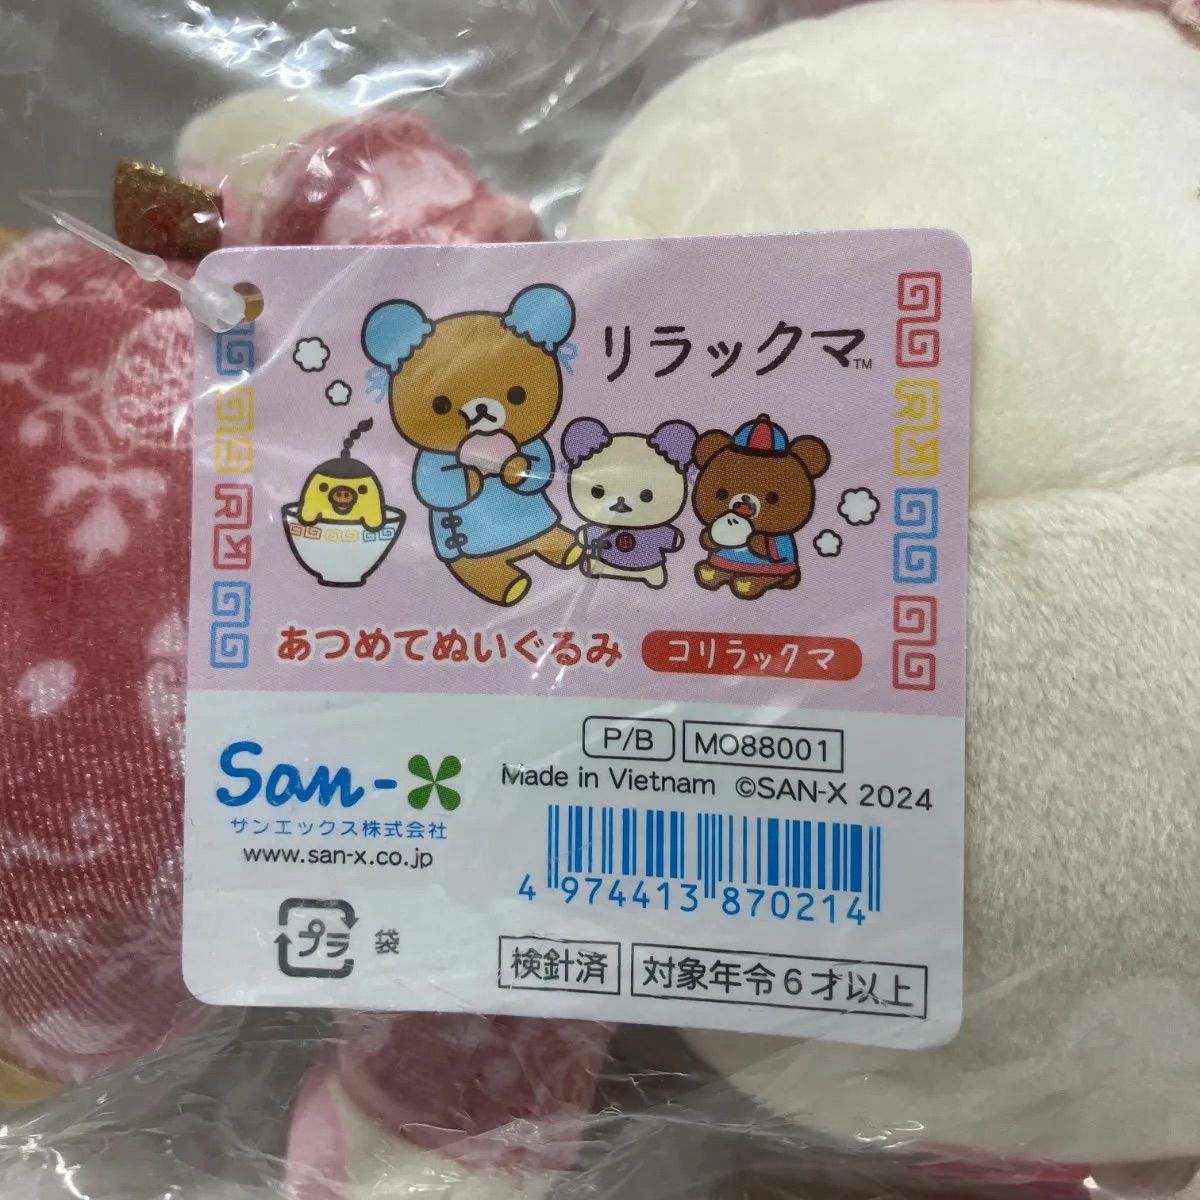 リラックマ™
あつめてぬいぐるみ コリラックマ
P/B MO88001
Made in Vietnam ©SAN-X 2024
San-X
サンエックス株式会社
www.san-x.co.jp
4 974413 870214
プラ 袋
検針済 対象年令6才以上